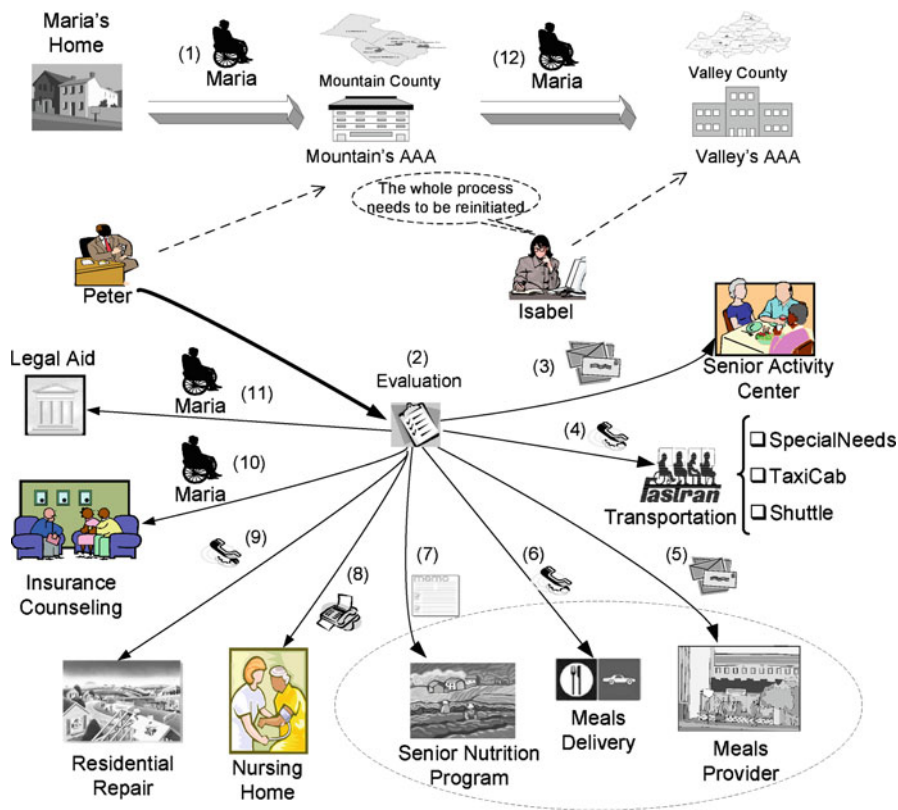 Maria's
Home
(1)
Maria
Mountain County
Mountain's AAA
(12)
Maria
Valley County
Valley's AAA
The whole process
needs to be reinitiated
Peter
Isabel
Legal Aid
Maria
(11)
(2)
Evaluation
(3)
Senior Activity
Center
(10)
Maria
(4)
fastran
Transportation
SpecialNeeds
TaxiCab
Shuttle
Insurance
Counseling
(9)
(8)
(7)
memo
(6)
(5)
Residential
Repair
Nursing
Home
Senior Nutrition
Program
Meals
Delivery
Meals
Provider